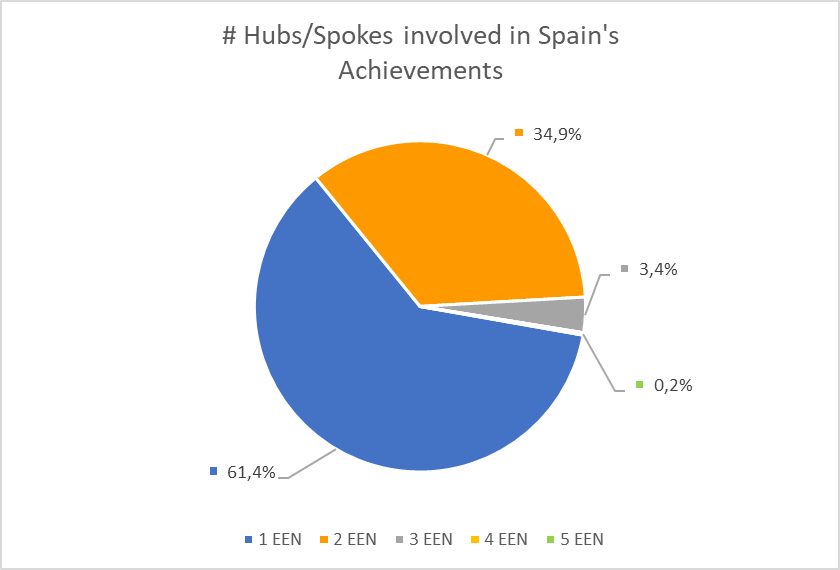 # Hubs/Spokes involved in Spain's
Achievements
34,9%
3,4%
0,2%
61,4%
1 EEN 2 EEN 3 EEN 4 EEN 5 EEN